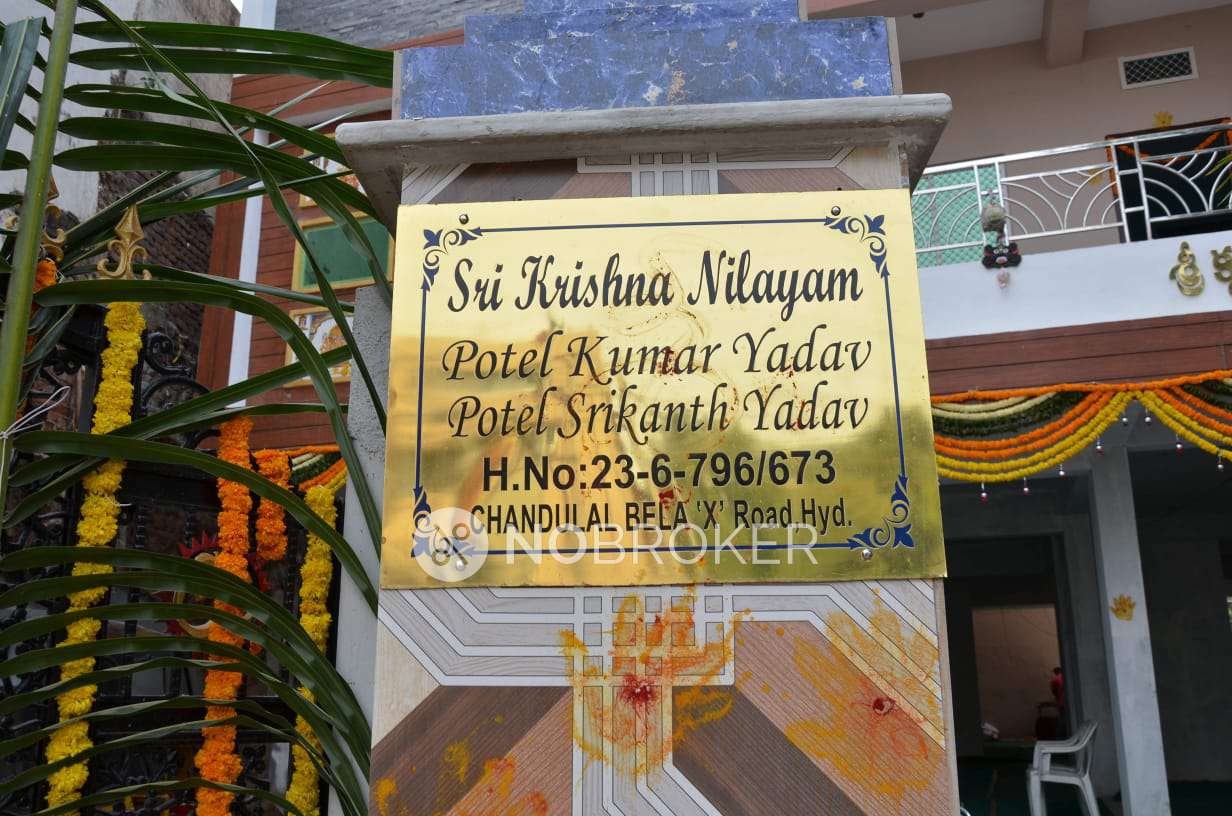 Sri Krishna Nilayam
Potel Kumar Yadav
Potel Srikanth Yadav
H.No:23-6-796/673
CHANDULAL BELA 'X' Road Hyd.
NOBROKER